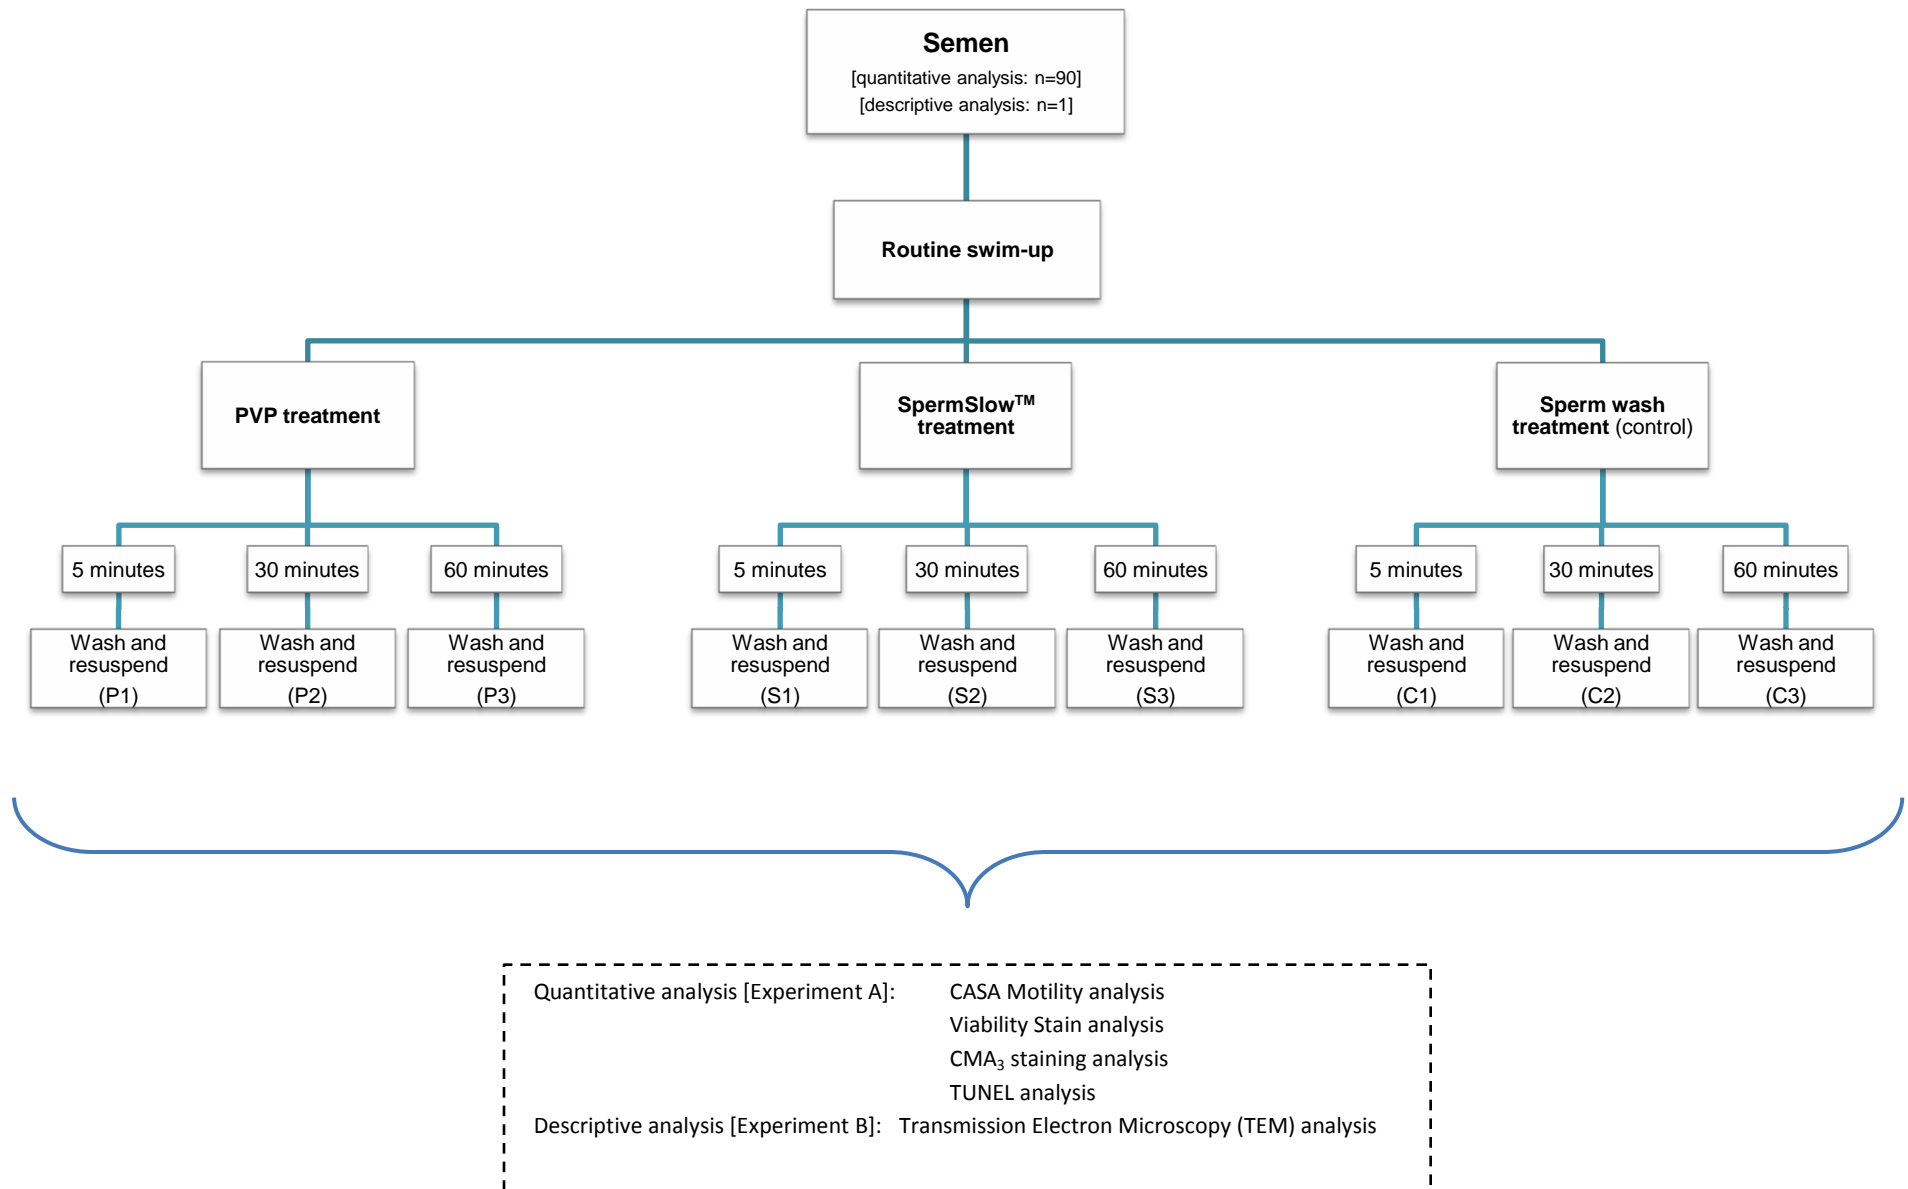 Semen
[quantitative analysis: n=90]
[descriptive analysis: n=1]
Routine swim-up
PVP treatment
SpermSlow™
treatment
Sperm wash
treatment (control)
5 minutes
30 minutes
60 minutes
5 minutes
30 minutes
60 minutes
5 minutes
30 minutes
60 minutes
Wash and
resuspend
(P1)
Wash and
resuspend
(P2)
Wash and
resuspend
(P3)
Wash and
resuspend
(S1)
Wash and
resuspend
(S2)
Wash and
resuspend
(S3)
Wash and
resuspend
(C1)
Wash and
resuspend
(C2)
Wash and
resuspend
(C3)
Quantitative analysis [Experiment A]: CASA Motility analysis
Viability Stain analysis
CMA₃ staining analysis
TUNEL analysis
Descriptive analysis [Experiment B]: Transmission Electron Microscopy (TEM) analysis